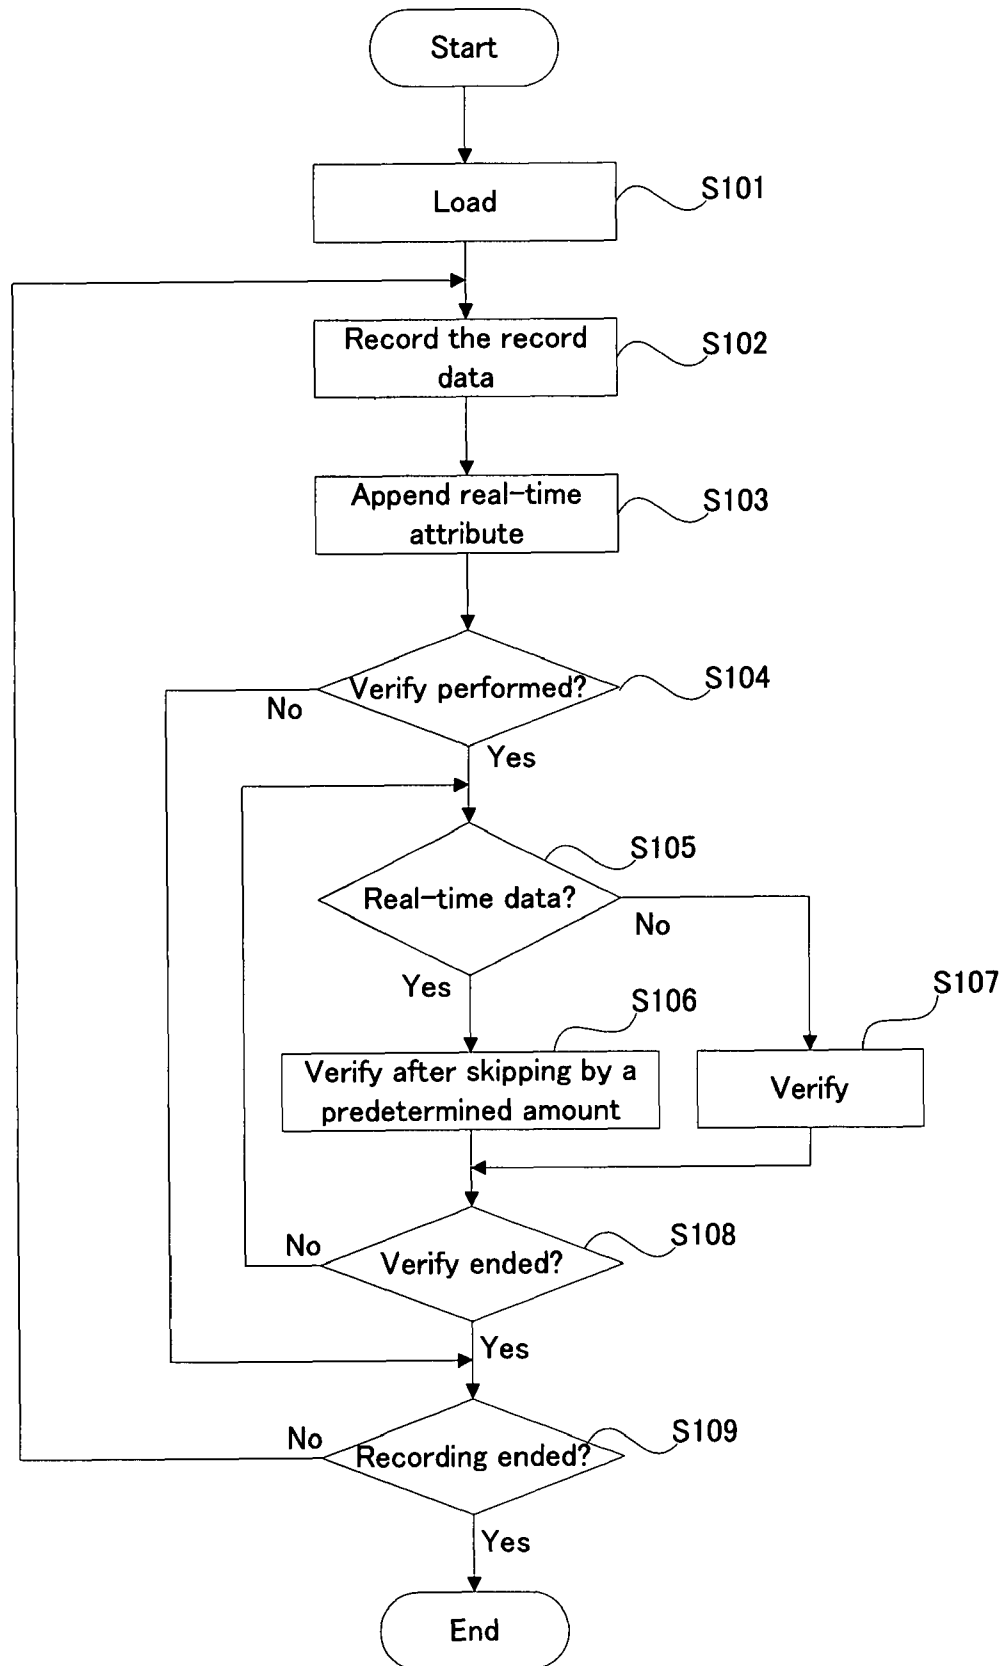 Start
Load
S101
Record the record
data
S102
Append real-time
attribute
S103
Verify performed?
S104
No
Yes
Real-time data?
S105
No
Yes
Verify after skipping by a
predetermined amount
S106
Verify
S107
Verify ended?
S108
No
Yes
Recording ended?
S109
No
Yes
End